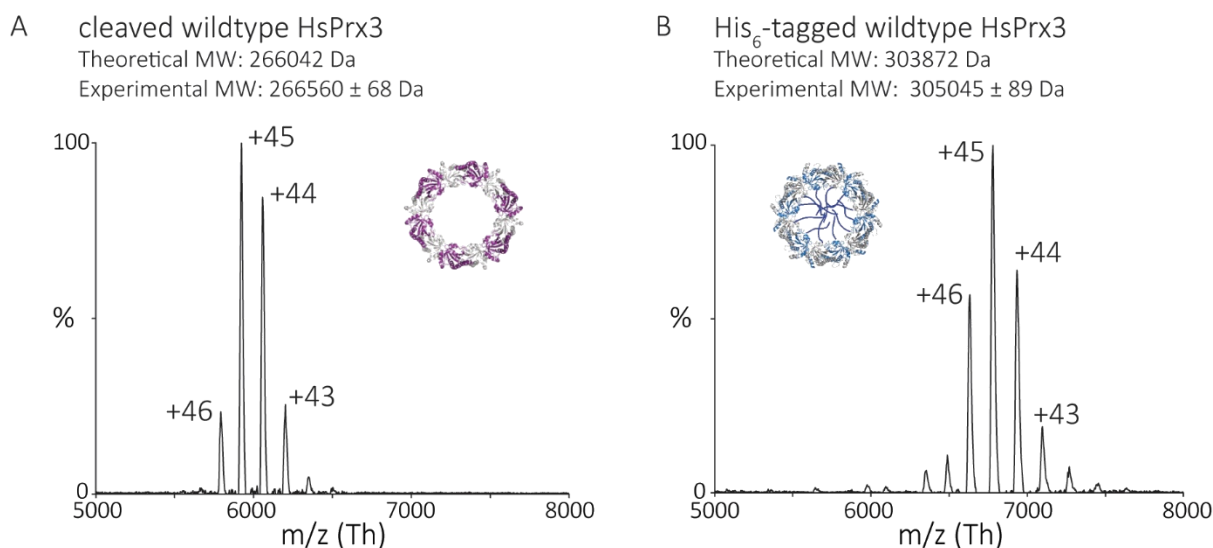 A cleaved wildtype HsPrx3
Theoretical MW: 266042 Da
Experimental MW: 266560 ± 68 Da
100
%
0
+46
+45
+44
+43
5000 6000 7000 8000
m/z (Th)
B His₆-tagged wildtype HsPrx3
Theoretical MW: 303872 Da
Experimental MW: 305045 ± 89 Da
100
%
0
+46
+45
+44
+43
5000 6000 7000 8000
m/z (Th)